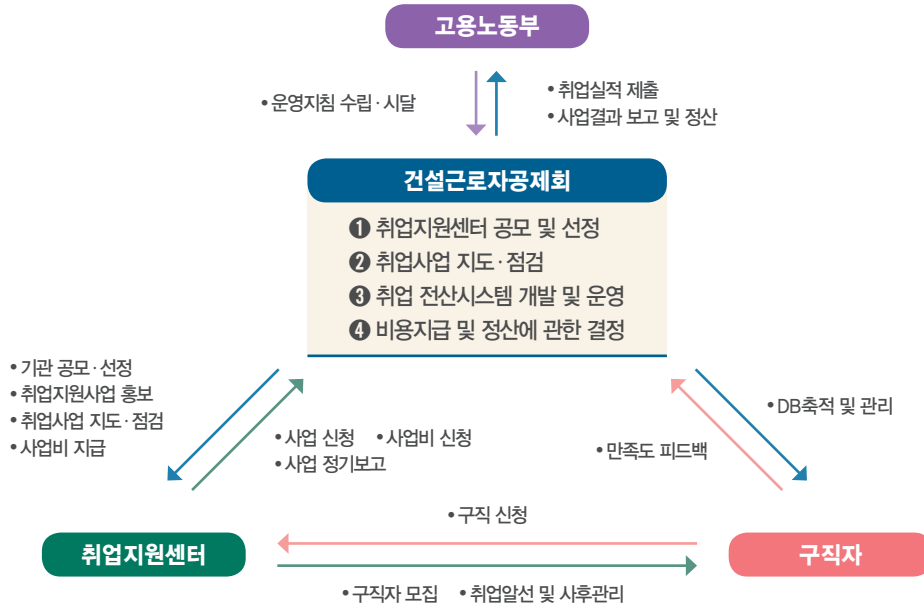 고용노동부
• 운영지침 수립·시달
• 취업실적 제출
• 사업결과 보고 및 정산
건설근로자공제회
❶ 취업지원센터 공모 및 선정
❷ 취업사업 지도·점검
❸ 취업 전산시스템 개발 및 운영
❹ 비용지급 및 정산에 관한 결정
• 기관 공모·선정
• 취업지원사업 홍보
• 취업사업 지도·점검
• 사업비 지급
• 사업 신청 • 사업비 신청
• 사업 정기보고
• 만족도 피드백
• DB축적 및 관리
• 구직 신청
취업지원센터
구직자
• 구직자 모집 • 취업알선 및 사후관리